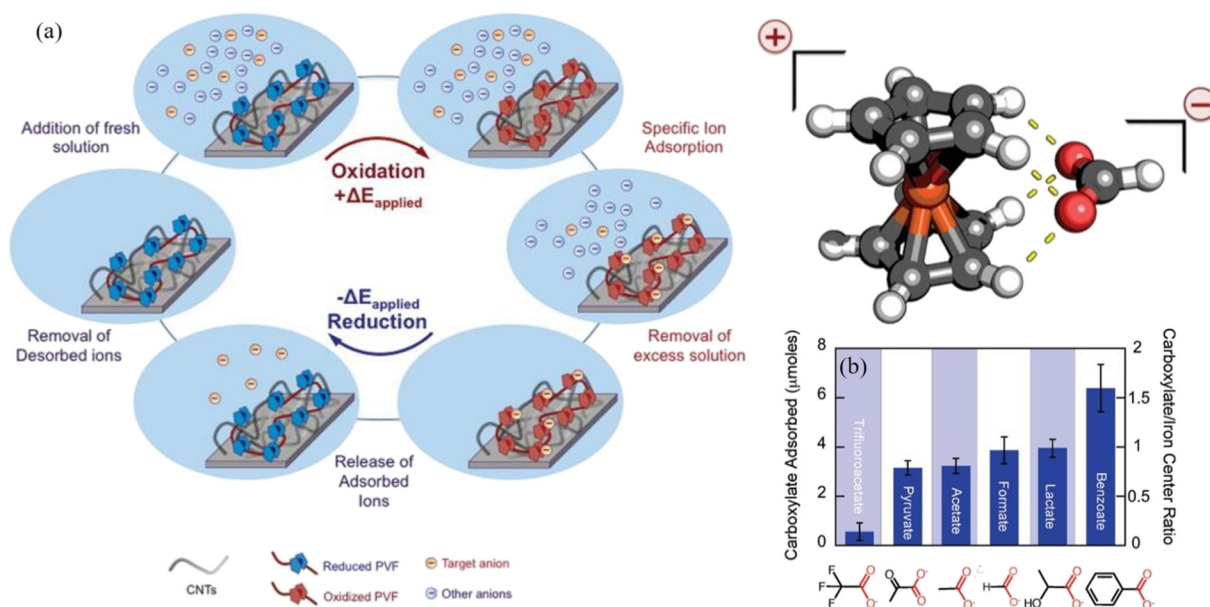 (a)
Addition of fresh
solution
Oxidation
+ΔEapplied
Specific Ion
Adsorption
Removal of
Desorbed ions
-ΔEapplied
Reduction
Removal of
excess solution
Release of
Adsorbed
Ions
CNTs
Reduced PVF
Oxidized PVF
Target anion
Other anions
+
−
(b)
Carboxylate Adsorbed (μmoles)
8
6
4
2
0
Trifluoroacetate
Pyruvate
Acetate
Formate
Lactate
Benzoate
2
1.5
1
0.5
0
Carboxylate/Iron Center Ratio
F
F
F
O
O-
O
O
O-
O
O-
H
O
O-
HO
O
O-
O
O-